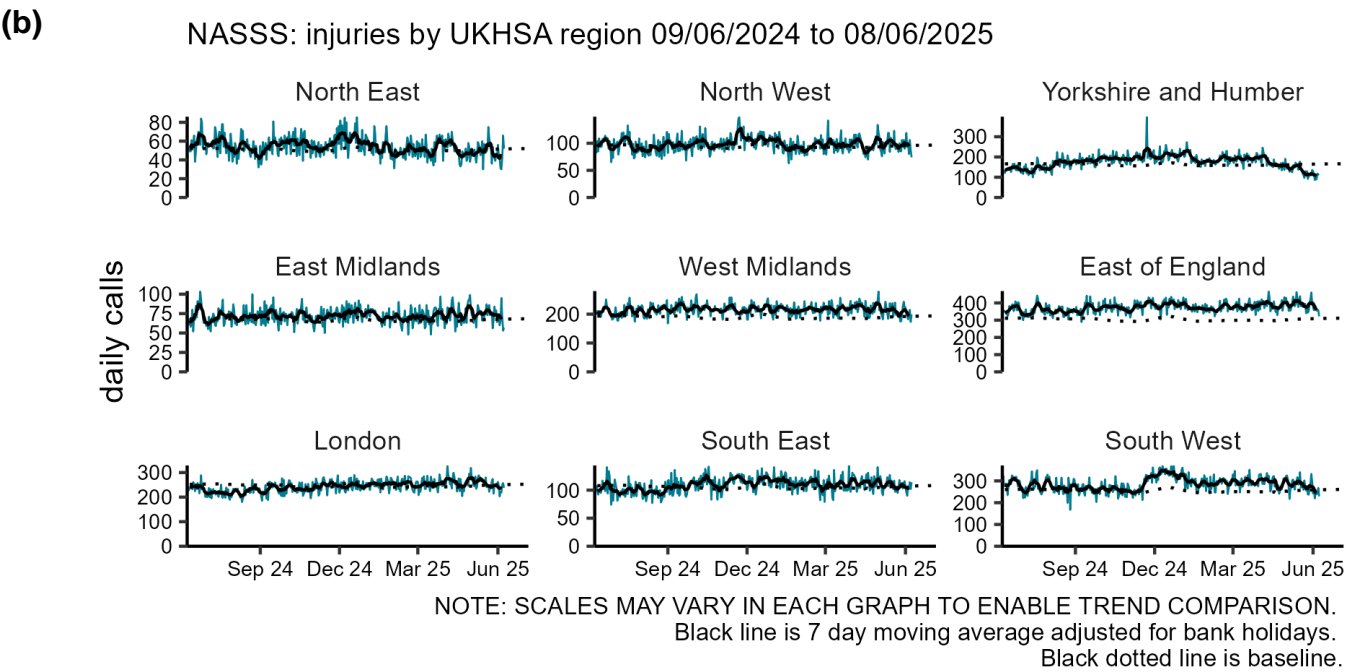 (b)
NASSS: injuries by UKHSA region 09/06/2024 to 08/06/2025
North East
North West
Yorkshire and Humber
80
60
40
20
0
100
50
0
300
200
100
0
East Midlands
West Midlands
East of England
daily calls
100
75
50
25
0
200
100
0
400
300
200
100
0
London
South East
South West
300
200
100
0
100
50
0
300
200
100
0
Sep 24 Dec 24 Mar 25 Jun 25
Sep 24 Dec 24 Mar 25 Jun 25
Sep 24 Dec 24 Mar 25 Jun 25
NOTE: SCALES MAY VARY IN EACH GRAPH TO ENABLE TREND COMPARISON.
Black line is 7 day moving average adjusted for bank holidays.
Black dotted line is baseline.